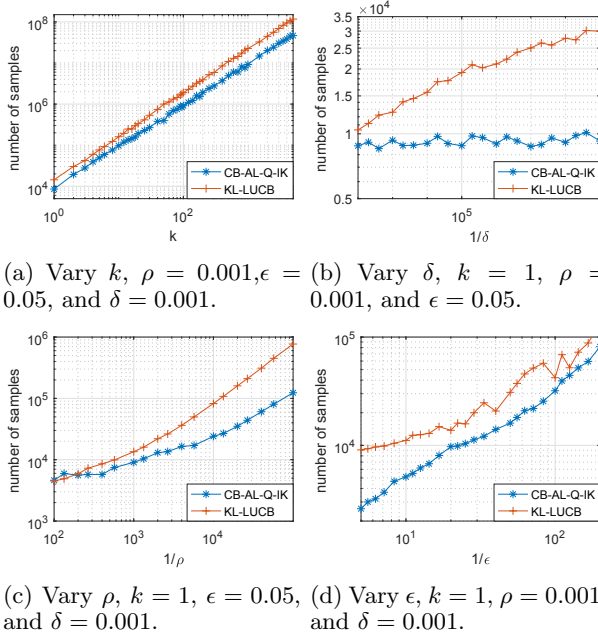 10^8
10^6
10^4
number of samples
10^0
10^2
k
CB-AL-Q-IK
KL-LUCB
×10^4
3.5
3
2.5
2
1.5
1
0.5
number of samples
10^5
1/δ
CB-AL-Q-IK
KL-LUCB
(a) Vary k, ρ = 0.001,ϵ =
0.05, and δ = 0.001.
(b) Vary δ, k = 1, ρ =
0.001, and ϵ = 0.05.
10^6
10^5
10^4
10^3
number of samples
10^2
10^3
10^4
1/ρ
CB-AL-Q-IK
KL-LUCB
10^5
10^4
number of samples
10^1
10^2
1/ϵ
CB-AL-Q-IK
KL-LUCB
(c) Vary ρ, k = 1, ϵ = 0.05,
and δ = 0.001.
(d) Vary ϵ, k = 1, ρ = 0.001
and δ = 0.001.